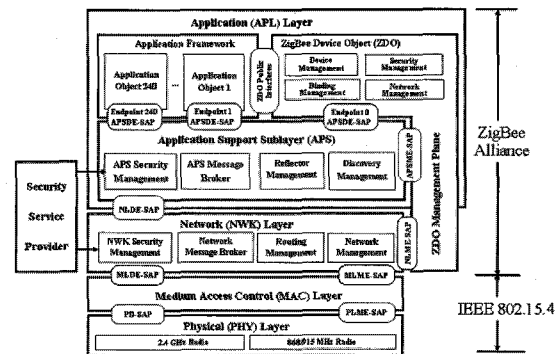 Application (APL) Layer
Application Framework
ZigBee Device Object (ZDO)
Application
Object 240
...
Application
Object 1
ZDO Public
Interfaces
Device
Management
Security
Management
Binding
Management
Network
Management
Endpoint 240
APSDE-SAP
Endpoint 1
APSDE-SAP
Endpoint 0
APSDE-SAP
Application Support Sublayer (APS)
APS Security
Management
APS Message
Broker
Reflector
Management
Discovery
Management
APSME-SAP
ZDO Management Plane
ZigBee
Alliance
Security
Service
Provider
NLDE-SAP
NLME-SAP
Network (NWK) Layer
NWK Security
Management
Network
Message Broker
Routing
Management
Network
Management
MLDE-SAP
MLME-SAP
Medium Access Control (MAC) Layer
PD-SAP
PLME-SAP
IEEE 802.15.4
Physical (PHY) Layer
2.4 GHz Radio
868/915 MHz Radio